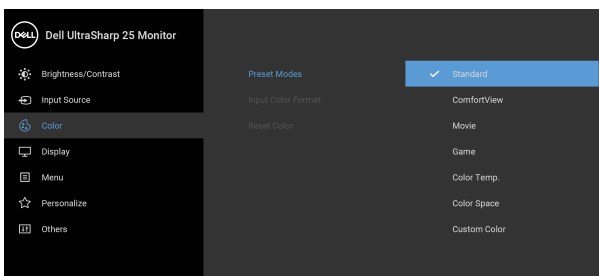 DELL Dell UltraSharp 25 Monitor
Brightness/Contrast
Input Source
Color
Display
Menu
Personalize
Others
Preset Modes
Input Color Format
Reset Color
Standard
ComfortView
Movie
Game
Color Temp.
Color Space
Custom Color